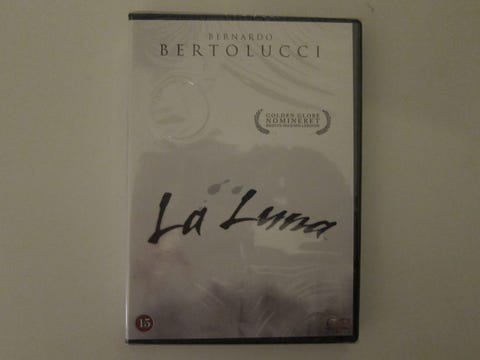 BERNARDO
BERTOLUCCI
GOLDEN GLOBE
NOMINERET
La Luna
15